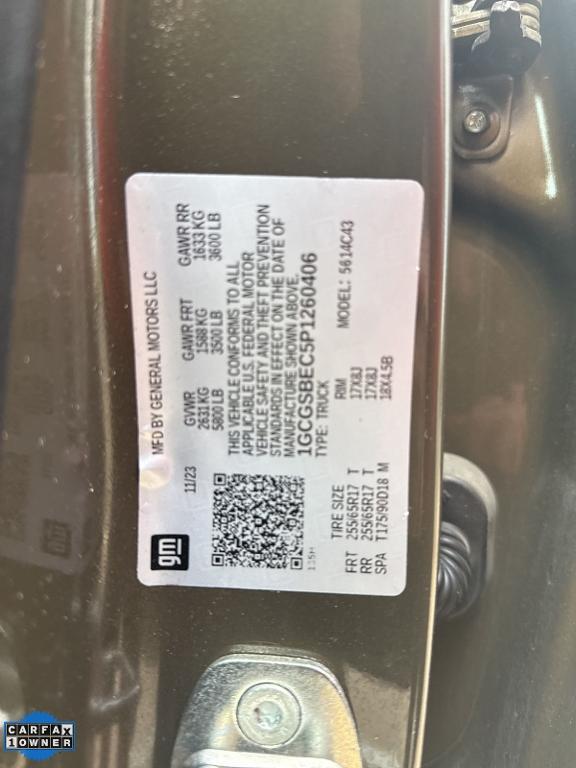 MFD BY GENERAL MOTORS LLC
gm
11/23
GVWR GAWR FRT GAWR RR
2631 KG 1588 KG 1633 KG
5800 LB 3500 LB 3600 LB
THIS VEHICLE CONFORMS TO ALL
APPLICABLE U.S. FEDERAL MOTOR
VEHICLE SAFETY AND THEFT PREVENTION
STANDARDS IN EFFECT ON THE DATE OF
MANUFACTURE SHOWN ABOVE.
1GCGSBEC5P1260406
TYPE: TRUCK MODEL: 5614C43
TIRE SIZE RIM
FRT 255/65R17 T 17X8J
RR 255/65R17 T 17X8J
SPA T175/90D18 M 18X4.5B
CARFAX
1 OWNER